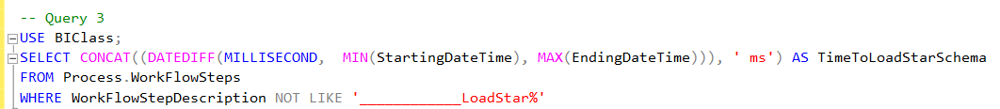 -- Query 3
USE BIClass;
SELECT CONCAT((DATEDIFF(MILLISECOND,  MIN(StartingDateTime), MAX(EndingDateTime))), ' ms') AS TimeToLoadStarSchema
FROM Process.WorkFlowSteps
WHERE WorkFlowStepDescription NOT LIKE '____________LoadStar%'